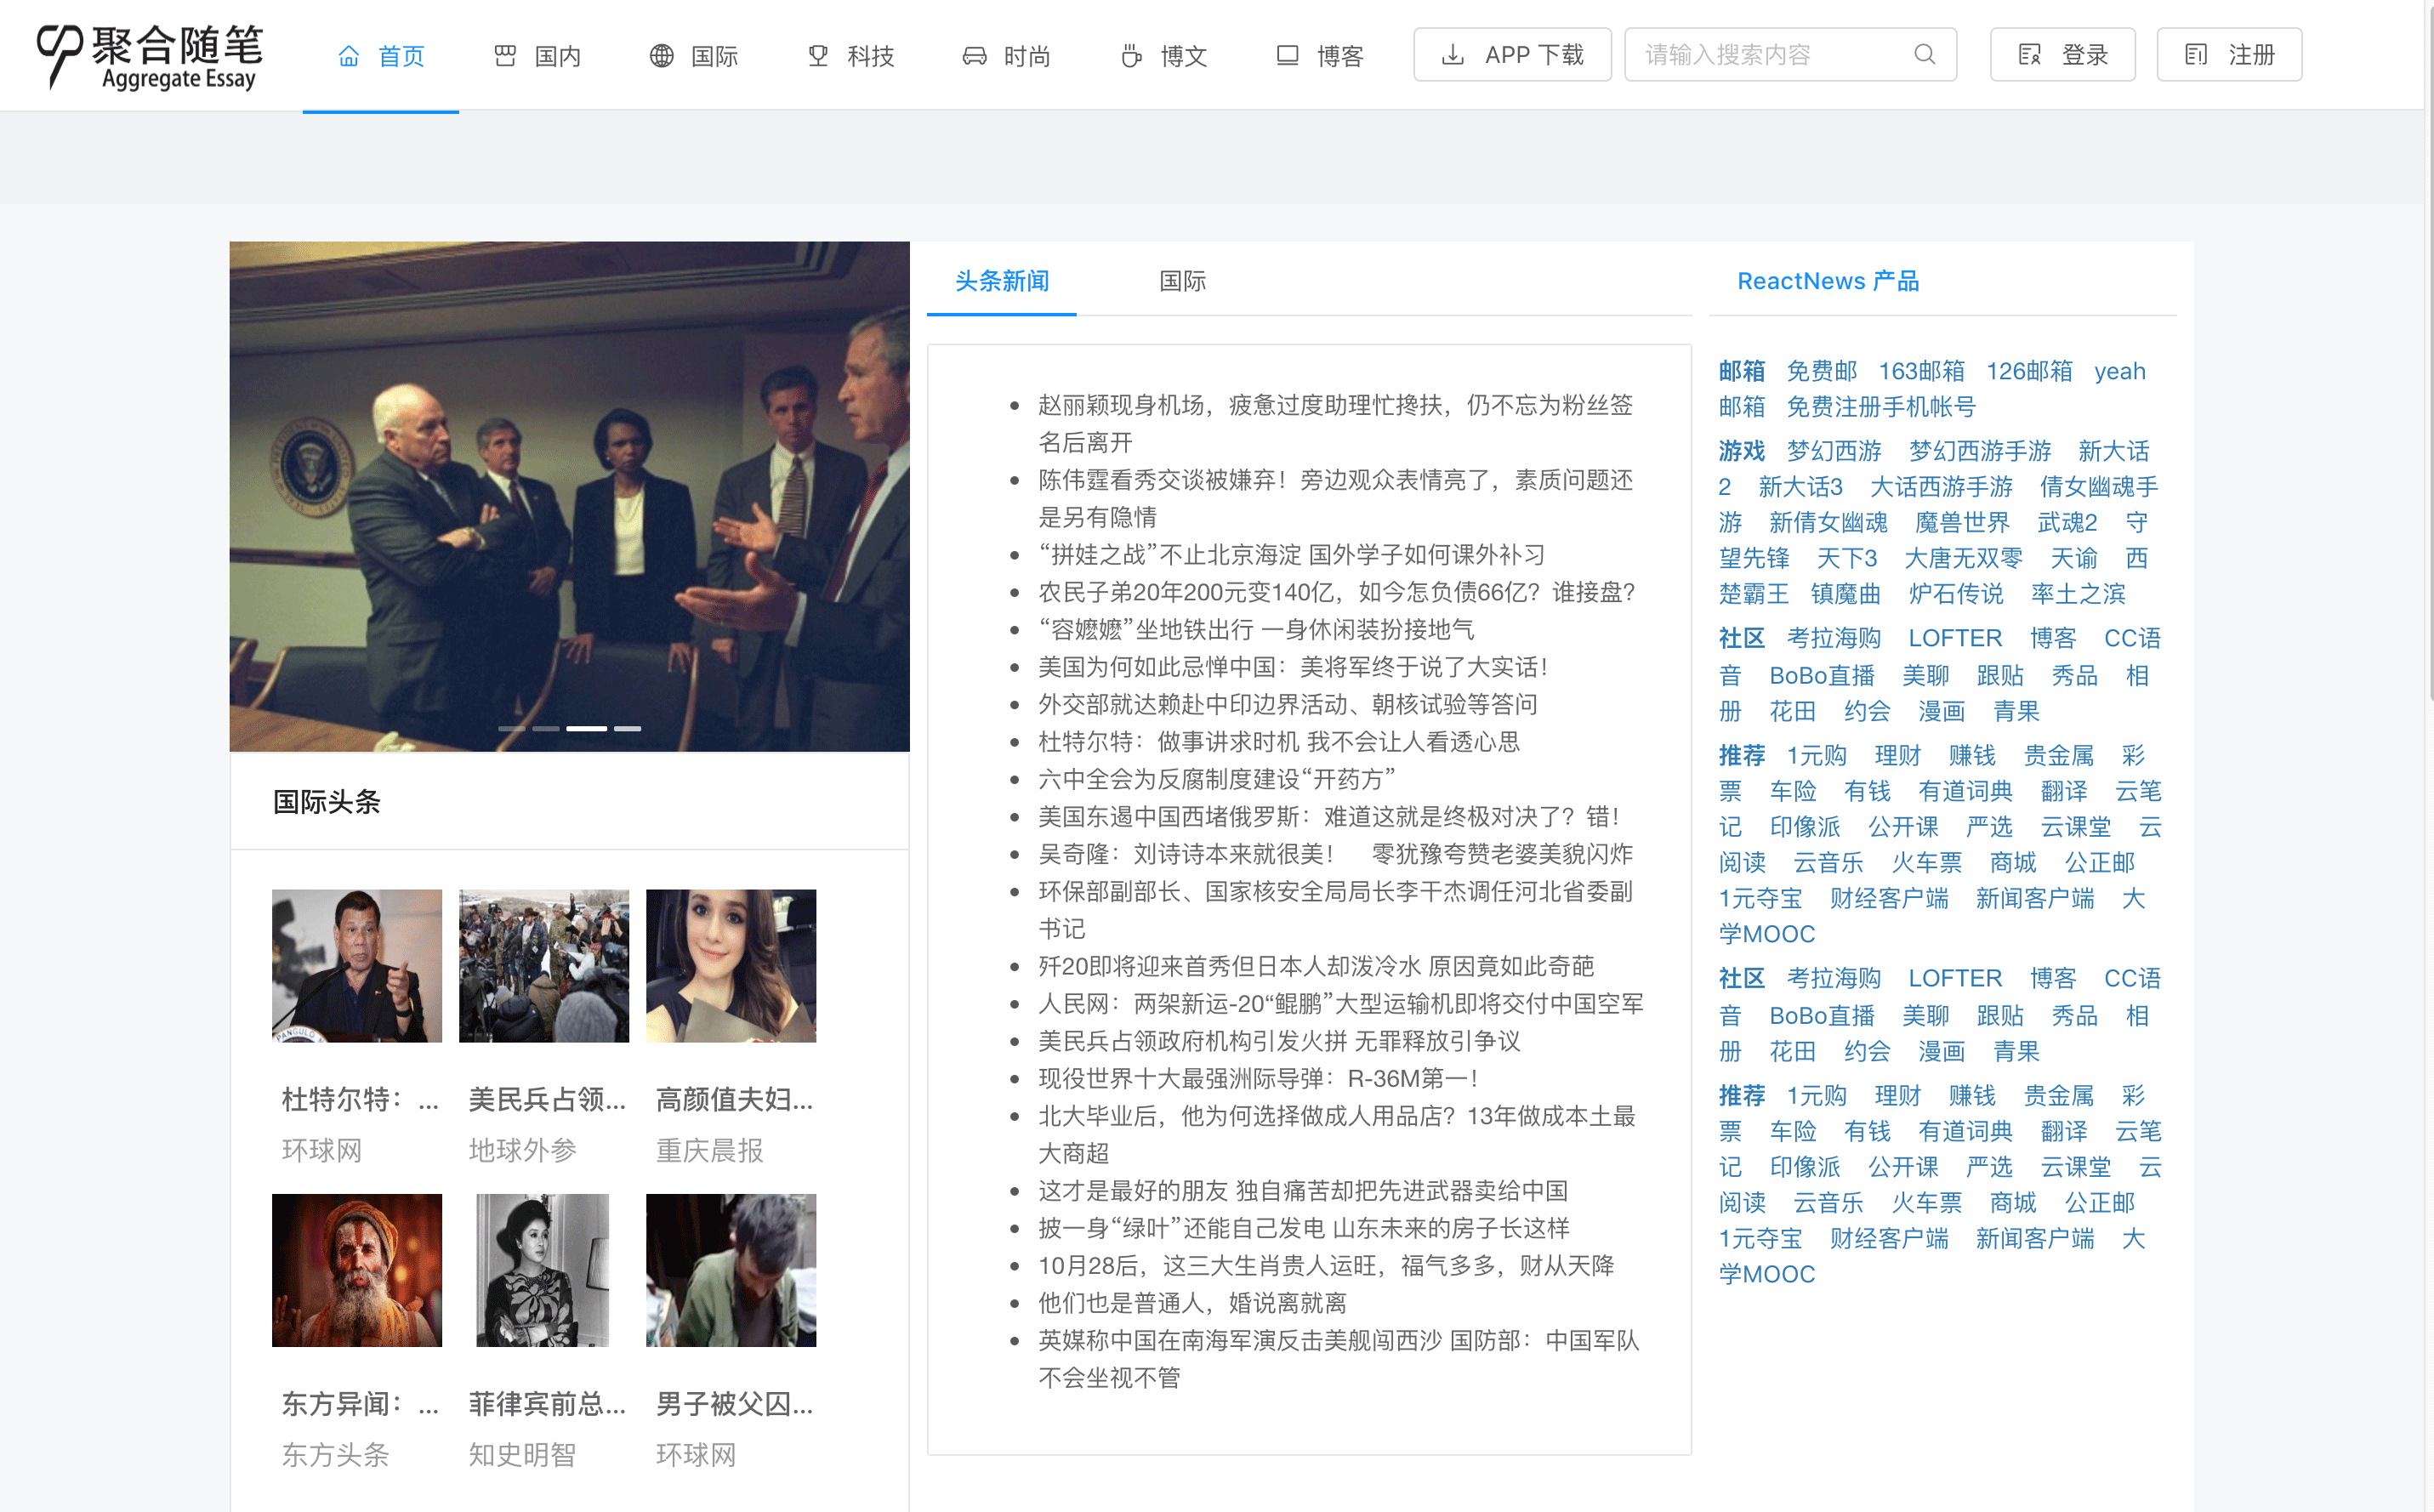 聚合随笔
Aggregate Essay
首页
国内
国际
科技
时尚
博文
博客
APP 下载
请输入搜索内容
登录
注册
国际头条
PANGULO
杜特尔特：...
美民兵占领...
高颜值夫妇...
环球网
地球外参
重庆晨报
东方异闻：...
菲律宾前总...
男子被父囚...
东方头条
知史明智
环球网
头条新闻
国际
赵丽颖现身机场，疲惫过度助理忙搀扶，仍不忘为粉丝签
名后离开
陈伟霆看秀交谈被嫌弃！旁边观众表情亮了，素质问题还
是另有隐情
“拼娃之战”不止北京海淀 国外学子如何课外补习
农民子弟20年200元变140亿，如今怎负债66亿？谁接盘？
“容嬷嬷”坐地铁出行 一身休闲装扮接地气
美国为何如此忌惮中国：美将军终于说了大实话！
外交部就达赖赴中印边界活动、朝核试验等答问
杜特尔特：做事讲求时机 我不会让人看透心思
六中全会为反腐制度建设“开药方”
美国东遏中国西堵俄罗斯：难道这就是终极对决了？错！
吴奇隆：刘诗诗本来就很美！　零犹豫夸赞老婆美貌闪炸
环保部副部长、国家核安全局局长李干杰调任河北省委副
书记
歼20即将迎来首秀但日本人却泼冷水 原因竟如此奇葩
人民网：两架新运-20“鲲鹏”大型运输机即将交付中国空军
美民兵占领政府机构引发火拼 无罪释放引争议
现役世界十大最强洲际导弹：R-36M第一！
北大毕业后，他为何选择做成人用品店？13年做成本土最
大商超
这才是最好的朋友 独自痛苦却把先进武器卖给中国
披一身“绿叶”还能自己发电 山东未来的房子长这样
10月28后，这三大生肖贵人运旺，福气多多，财从天降
他们也是普通人，婚说离就离
英媒称中国在南海军演反击美舰闯西沙 国防部：中国军队
不会坐视不管
ReactNews 产品
邮箱 免费邮 163邮箱 126邮箱 yeah
邮箱 免费注册手机帐号
游戏 梦幻西游 梦幻西游手游 新大话
2 新大话3 大话西游手游 倩女幽魂手
游 新倩女幽魂 魔兽世界 武魂2 守
望先锋 天下3 大唐无双零 天谕 西
楚霸王 镇魔曲 炉石传说 率土之滨
社区 考拉海购 LOFTER 博客 CC语
音 BoBo直播 美聊 跟贴 秀品 相
册 花田 约会 漫画 青果
推荐 1元购 理财 赚钱 贵金属 彩
票 车险 有钱 有道词典 翻译 云笔
记 印像派 公开课 严选 云课堂 云
阅读 云音乐 火车票 商城 公正邮
1元夺宝 财经客户端 新闻客户端 大
学MOOC
社区 考拉海购 LOFTER 博客 CC语
音 BoBo直播 美聊 跟贴 秀品 相
册 花田 约会 漫画 青果
推荐 1元购 理财 赚钱 贵金属 彩
票 车险 有钱 有道词典 翻译 云笔
记 印像派 公开课 严选 云课堂 云
阅读 云音乐 火车票 商城 公正邮
1元夺宝 财经客户端 新闻客户端 大
学MOOC